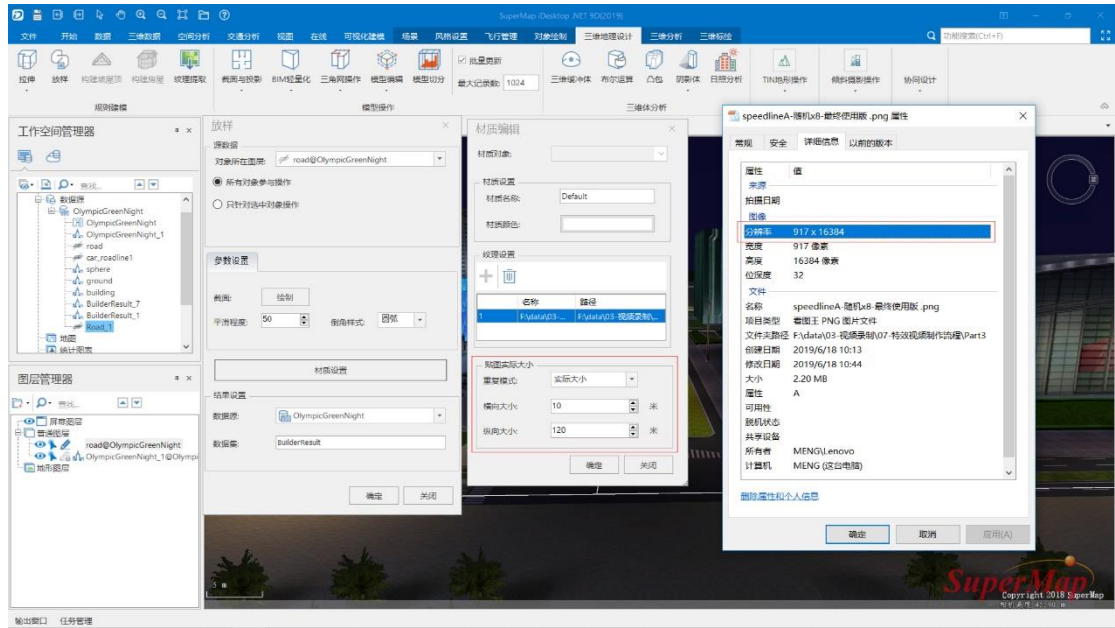 SuperMap iDesktop .NET 9D(2019)
文件 开始 数据 三维数据 空间分析 交通分析 视图 在线 可视化建模 场景 风格设置 飞行管理 对象绘制 三维地理设计 三维分析 三维标绘 功能搜索(Ctrl+F)
拉伸 放样 构建坡屋顶 构建房屋 纹理提取 截面与投影 BIM轻量化 三角网操作 模型编辑 模型切分
批量更新
最大记录数: 1024
三维缓冲体 布尔运算 凸包 阴影体 日照分析 TIN地形操作 倾斜摄影操作 协同设计
规则建模 模型操作 三维体分析
工作空间管理器
查找...
数据源
OlympicGreenNight
OlympicGreenNight
OlympicGreenNight_1
road
car_roadline1
sphere
ground
building
BuilderResult_7
BuilderResult_1
Road_1
地图
统计图表
图层管理器
查找...
屏幕图层
普通图层
road@OlympicGreenNight
OlympicGreenNight_1@Olympi
地形图层
放样
源数据
对象所在图层: road@OlympicGreenNight
所有对象参与操作
只针对选中对象操作
参数设置
截面: 绘制
平滑程度: 50 倒角样式: 圆弧
材质设置
结果设置
数据源: OlympicGreenNight
数据集: BuilderResult
确定 关闭
材质编辑
材质对象:
材质设置
材质名称: Default
材质颜色:
纹理设置
名称 路径
1 F:\data\03-... F:\data\03-视频录制\...
贴图实际大小
重复模式: 实际大小
横向大小: 10 米
纵向大小: 120 米
确定 关闭
speedlineA-随机x8-最终使用版 .png 属性
常规 安全 详细信息 以前的版本
属性 值
来源
拍摄日期
图像
分辨率 917 x 16384
宽度 917 像素
高度 16384 像素
位深度 32
文件
名称 speedlineA-随机x8-最终使用版 .png
项目类型 看图王 PNG 图片文件
文件夹路径 F:\data\03-视频录制\07-特效视频制作流程\Part3
创建日期 2019/6/18 10:13
修改日期 2019/6/18 10:44
大小 2.20 MB
属性 A
可用性
脱机状态
共享设备
所有者 MENG\Lenovo
计算机 MENG (这台电脑)
删除属性和个人信息
确定 取消 应用(A)
5 m
SuperMap
Copyright 2018 SuperMap
输出窗口 任务管理